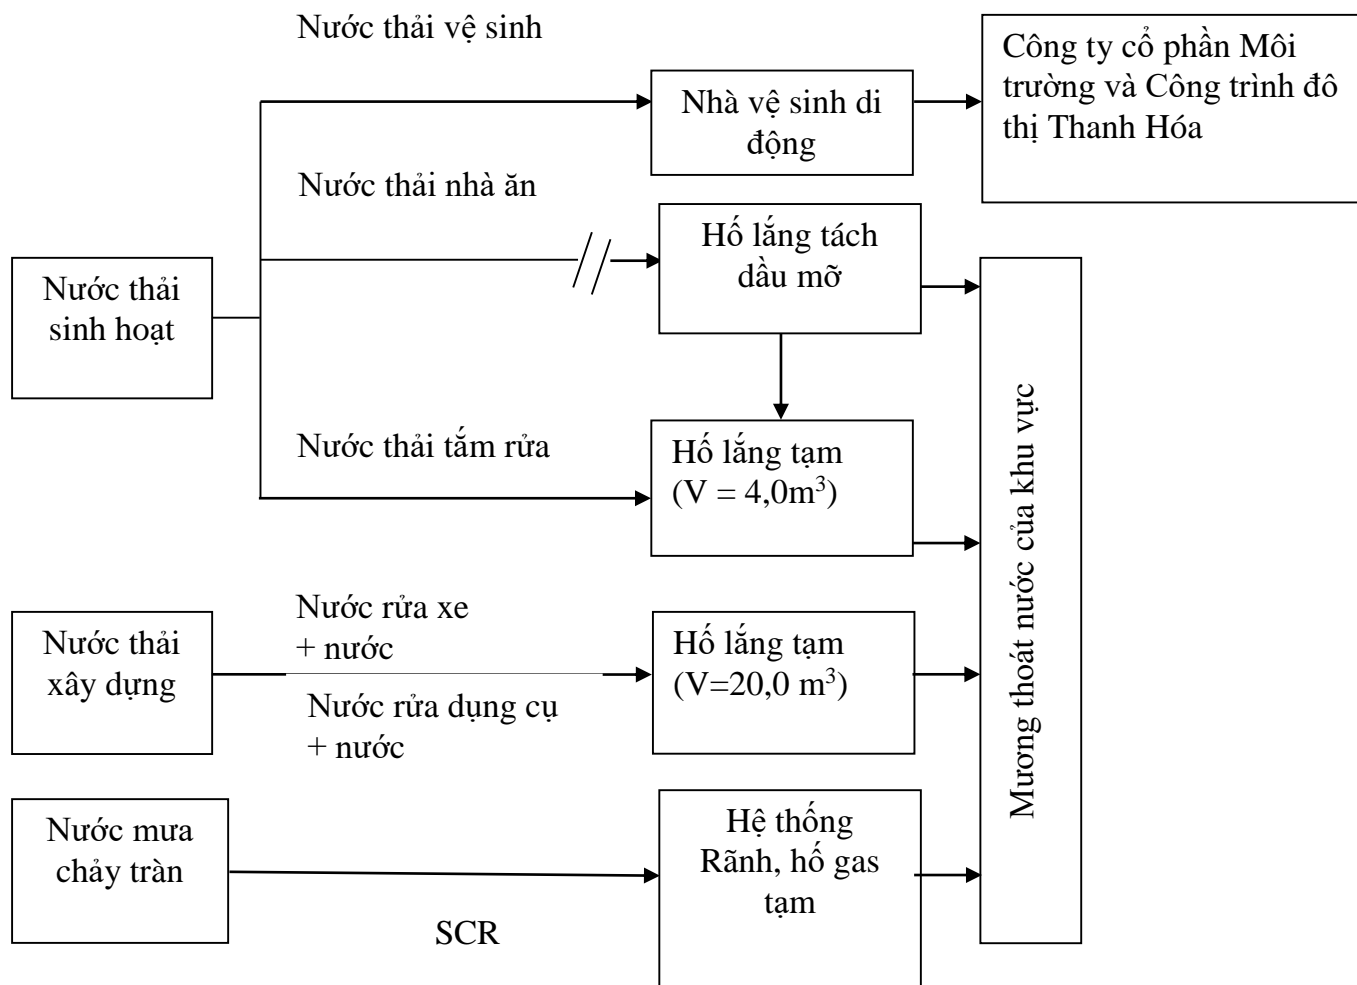 Nước thải vệ sinh
Công ty cổ phần Môi
trường và Công trình đô
thị Thanh Hóa
Nhà vệ sinh di
động
Nước thải nhà ăn
Hố lắng tách
dầu mỡ
Nước thải
sinh hoạt
Nước thải tắm rửa
Hố lắng tạm
(V = 4,0m³)
Mương thoát nước của khu vực
Nước rửa xe
+ nước
Nước thải
xây dựng
Hố lắng tạm
(V=20,0 m³)
Nước rửa dụng cụ
+ nước
Nước mưa
chảy tràn
Hệ thống
Rãnh, hố gas
tạm
SCR